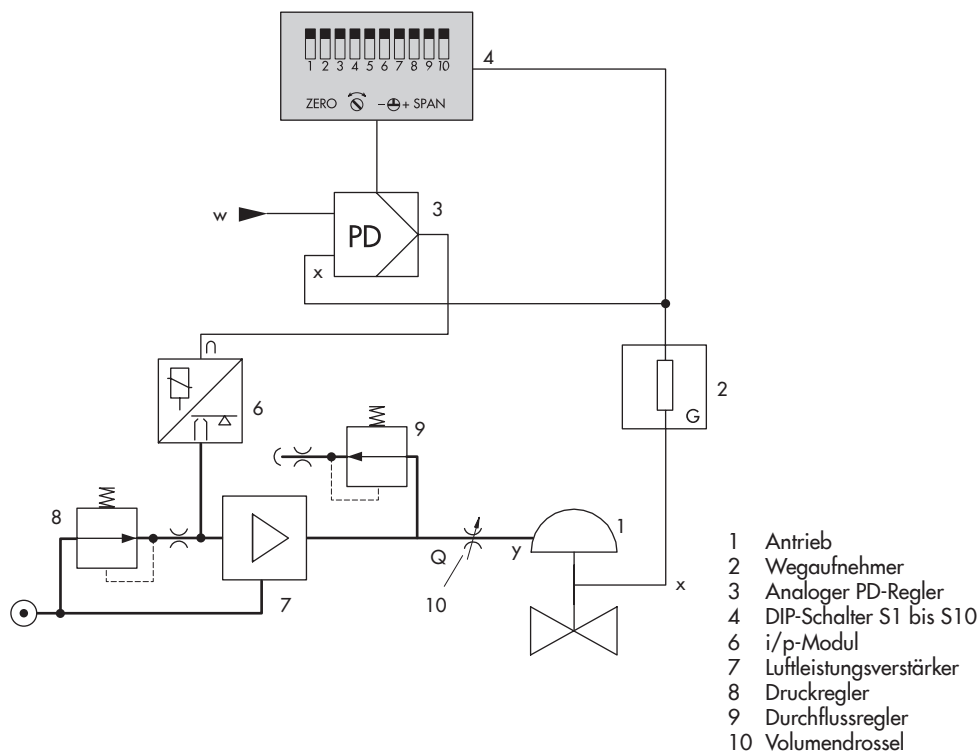 1 2 3 4 5 6 7 8 9 10
ZERO - + SPAN
4
w
PD
3
x
6
2
G
9
8
7
Q
10
y
1
x
1 Antrieb
2 Wegaufnehmer
3 Analoger PD-Regler
4 DIP-Schalter S1 bis S10
6 i/p-Modul
7 Luftleistungsverstärker
8 Druckregler
9 Durchflussregler
10 Volumendrossel